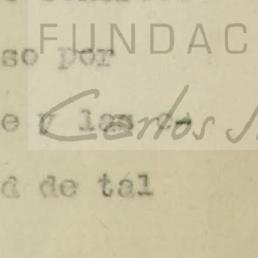 FUNDAC
so por
Carlos
e y las
d de tal